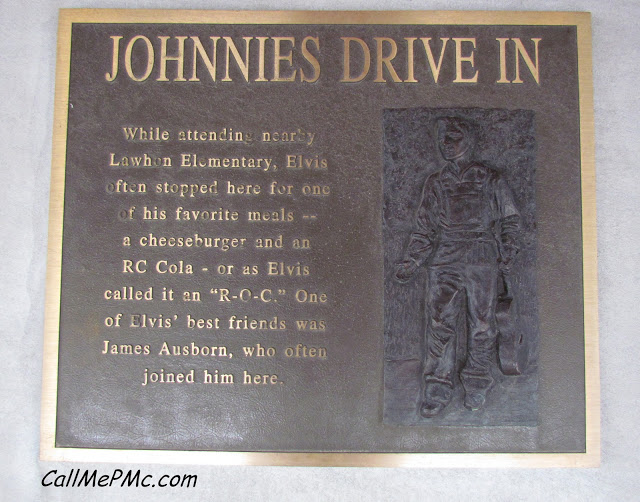 JOHNNIES DRIVE IN
While attending nearby
Lawhon Elementary, Elvis
often stopped here for one
of his favorite meals --
a cheeseburger and an
RC Cola - or as Elvis
called it an “R-O-C.” One
of Elvis’ best friends was
James Ausborn, who often
joined him here.
CallMePMc.com